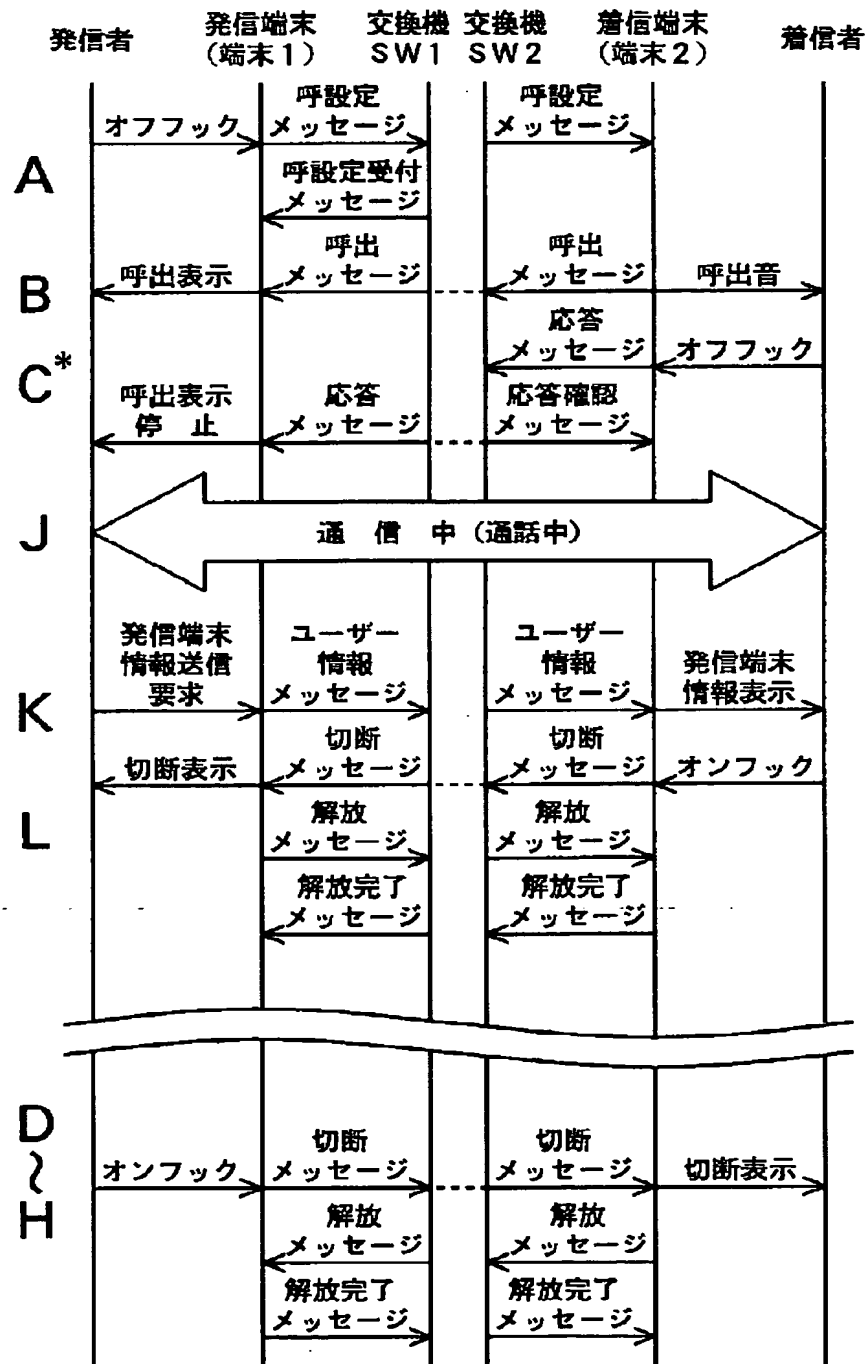 発信者
発信端末
(端末1)
交換機
SW1
交換機
SW2
着信端末
(端末2)
着信者
オフフック
呼設定
メッセージ
呼設定
メッセージ
A
呼設定受付
メッセージ
B
呼出表示
呼出
メッセージ
呼出
メッセージ
呼出音
応答
メッセージ
オフフック
C*
呼出表示
停止
応答
メッセージ
応答確認
メッセージ
J
通信中(通話中)
発信端末
情報送信
要求
ユーザー
情報
メッセージ
ユーザー
情報
メッセージ
発信端末
情報表示
K
切断表示
切断
メッセージ
切断
メッセージ
オンフック
L
解放
メッセージ
解放
メッセージ
解放完了
メッセージ
解放完了
メッセージ
D
~
H
オンフック
切断
メッセージ
切断
メッセージ
切断表示
解放
メッセージ
解放
メッセージ
解放完了
メッセージ
解放完了
メッセージ